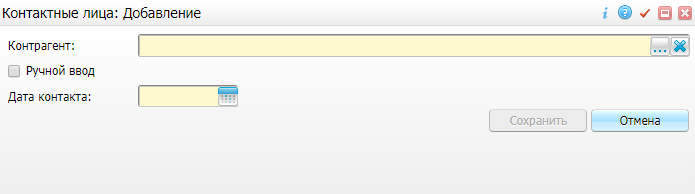 Контактные лица: Добавление
Контрагент:
...
Ручной ввод
Дата контакта:
Сохранить
Отмена